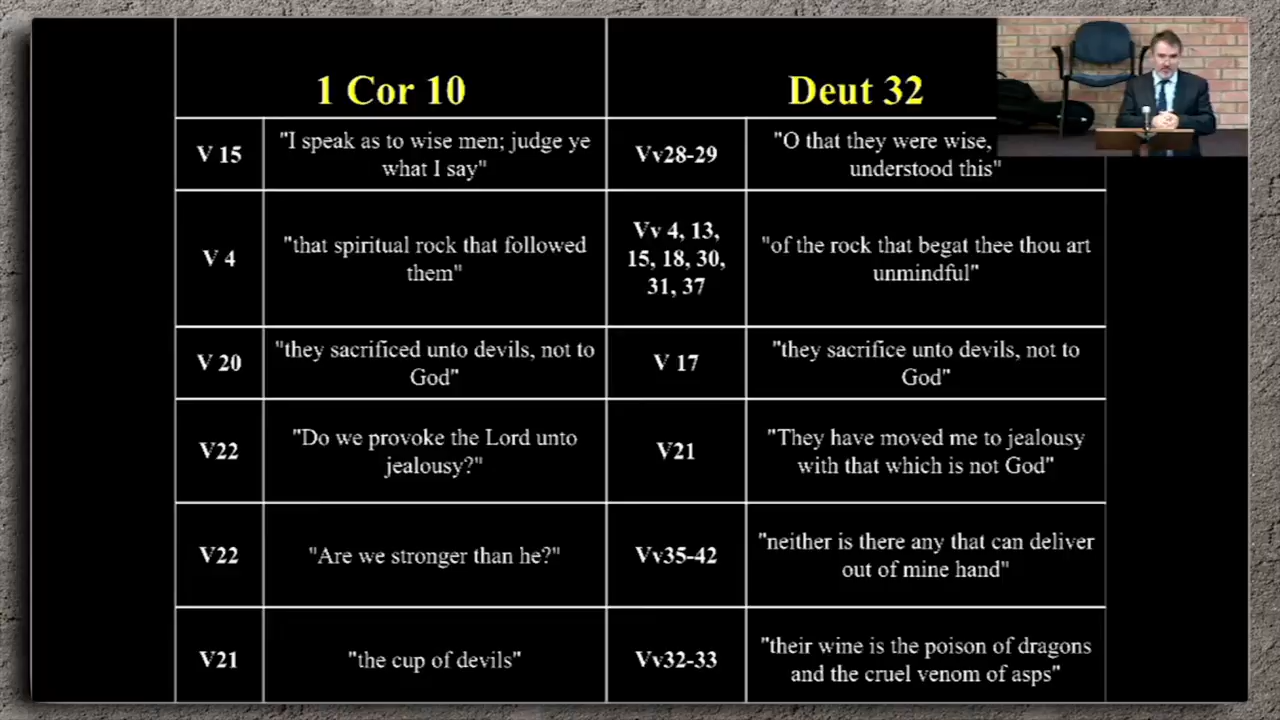 1 Cor 10
Deut 32
V 15
"I speak as to wise men; judge ye
what I say"
Vv28-29
"O that they were wise,
understood this"
V 4
"that spiritual rock that followed
them"
Vv 4, 13,
15, 18, 30,
31, 37
"of the rock that begat thee thou art
unmindful"
V 20
"they sacrificed unto devils, not to
God"
V 17
"they sacrifice unto devils, not to
God"
V22
"Do we provoke the Lord unto
jealousy?"
V21
"They have moved me to jealousy
with that which is not God"
V22
"Are we stronger than he?"
Vv35-42
"neither is there any that can deliver
out of mine hand"
V21
"the cup of devils"
Vv32-33
"their wine is the poison of dragons
and the cruel venom of asps"